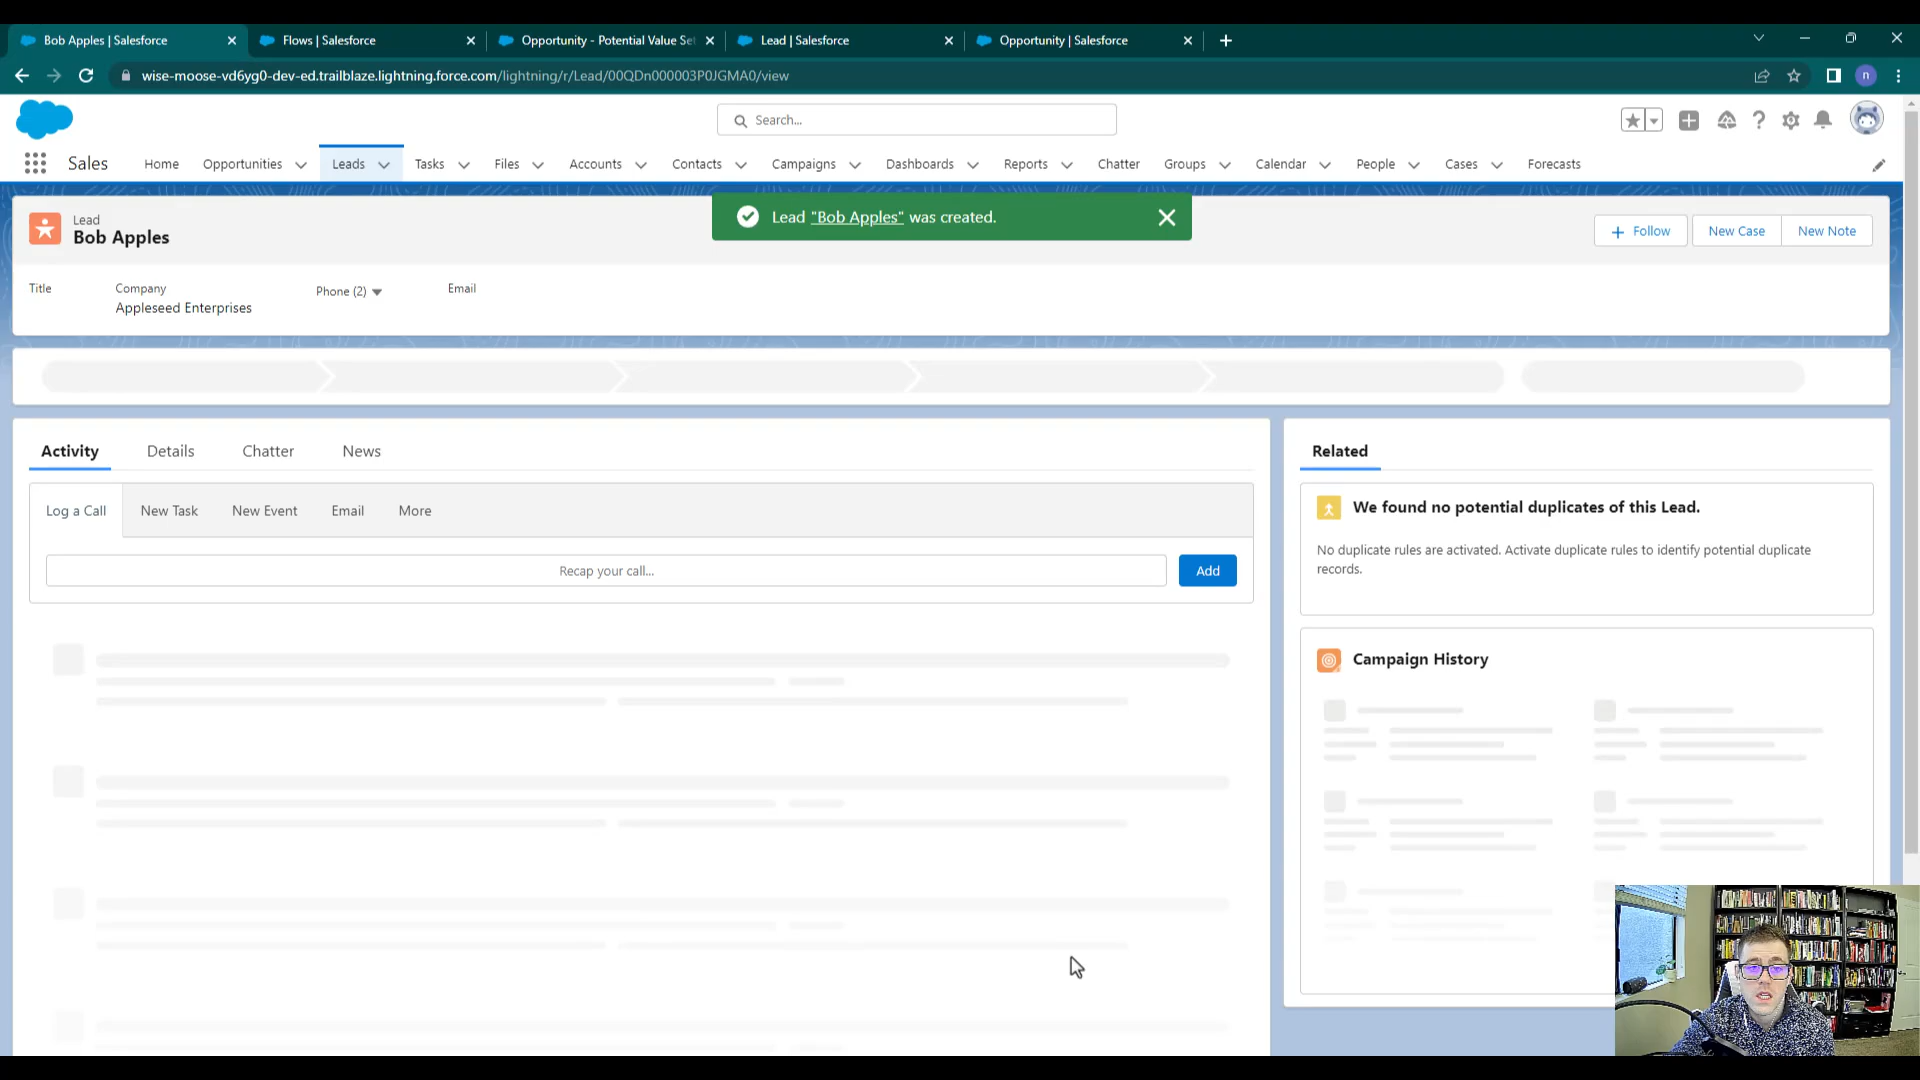 Bob Apples | Salesforce
Flows | Salesforce
Opportunity - Potential Value Se
Lead | Salesforce
Opportunity | Salesforce
wise-moose-vd6yg0-dev-ed.trailblaze.lightning.force.com/lightning/r/Lead/00QDn000003P0JGMA0/view
n
Search...
Sales
Home
Opportunities
Leads
Tasks
Files
Accounts
Contacts
Campaigns
Dashboards
Reports
Chatter
Groups
Calendar
People
Cases
Forecasts
Lead "Bob Apples" was created.
Lead
Bob Apples
Follow
New Case
New Note
Title
Company
Phone (2)
Email
Appleseed Enterprises
Activity
Details
Chatter
News
Related
Log a Call
New Task
New Event
Email
More
Recap your call...
Add
We found no potential duplicates of this Lead.
No duplicate rules are activated. Activate duplicate rules to identify potential duplicate
records.
Campaign History